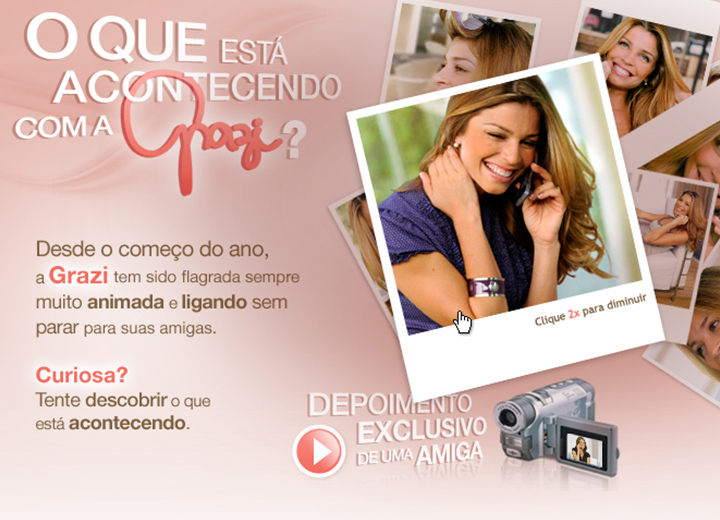 O QUE ESTÁ
ACONTECENDO
COM A Grazi?
Desde o começo do ano,
a Grazi tem sido flagrada sempre
muito animada e ligando sem
parar para suas amigas.
Curiosa?
Tente descobrir o que
está acontecendo.
Clique 2x para diminuir
DEPOIMENTO
EXCLUSIVO
DE UMA AMIGA